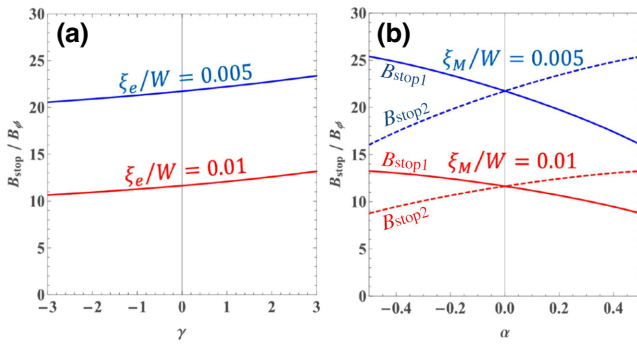 (a)
30
25
20
15
10
5
0
B_stop / B_ϕ
ξ_e/W = 0.005
ξ_e/W = 0.01
−3
−2
−1
0
1
2
3
γ
(b)
30
25
20
15
10
5
0
B_stop / B_ϕ
ξ_M/W = 0.005
B_stop1
B_stop2
B_stop1
ξ_M/W = 0.01
B_stop2
−0.4
−0.2
0.0
0.2
0.4
α